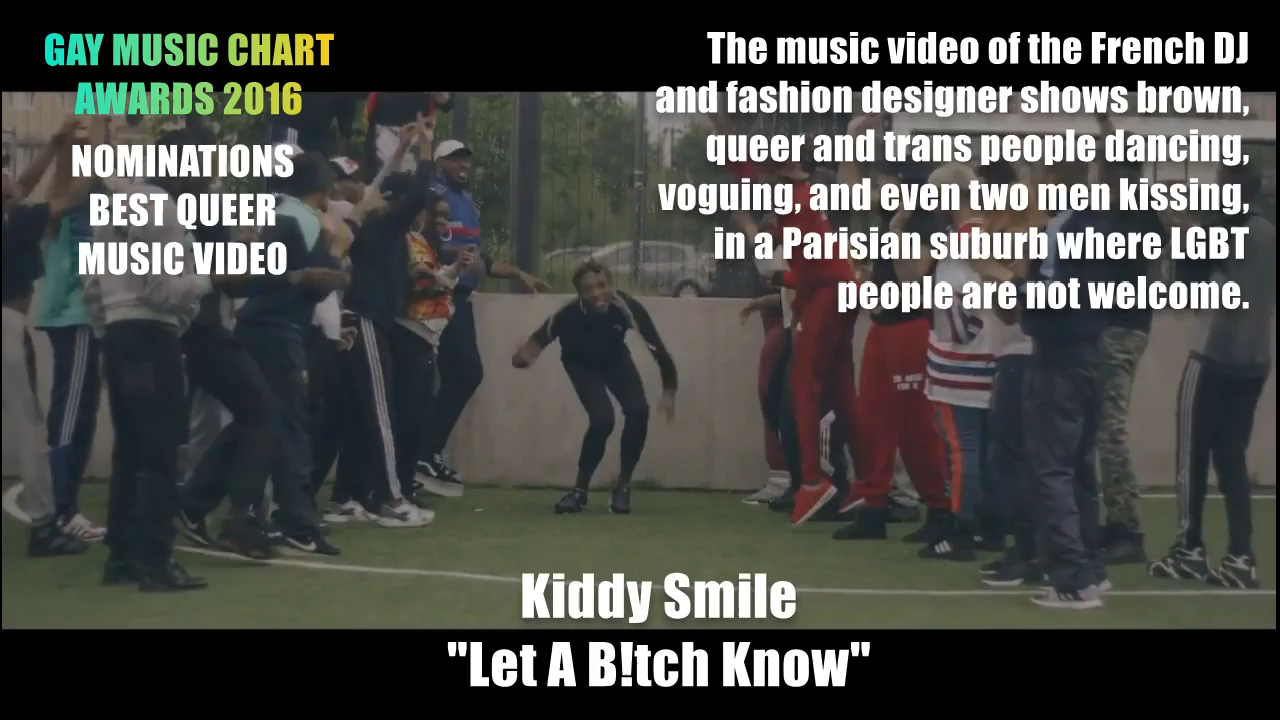 GAY MUSIC CHART
AWARDS 2016
NOMINATIONS
BEST QUEER
MUSIC VIDEO
The music video of the French DJ
and fashion designer shows brown,
queer and trans people dancing,
voguing, and even two men kissing,
in a Parisian suburb where LGBT
people are not welcome.
Kiddy Smile
"Let A B!tch Know"